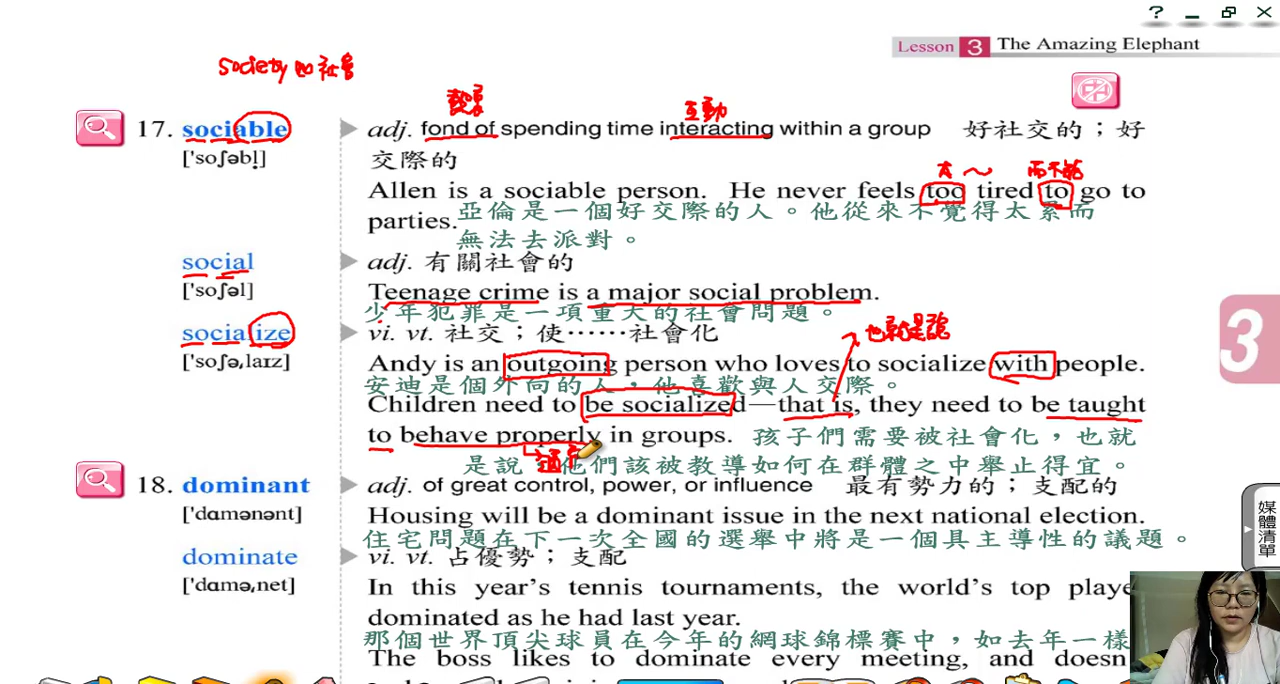 Lesson 3 The Amazing Elephant
society n 社會
喜歡 互動
17. sociable adj. fond of spending time interacting within a group 好社交的；好
['soʃəbl̩] 交際的
太～ 而不能
Allen is a sociable person. He never feels too tired to go to
parties. 亞倫是一個好交際的人。他從來不覺得太累而
無法去派對。
social adj. 有關社會的
['soʃəl] Teenage crime is a major social problem.
少年犯罪是一項重大的社會問題。
socialize vi. vt. 社交；使……社會化
也就是說
['soʃə͵laɪz] Andy is an outgoing person who loves to socialize with people.
安迪是個外向的人，他喜歡與人交際。
Children need to be socialized—that is, they need to be taught
to behave properly in groups. 孩子們需要被社會化，也就
是說，他們該被教導如何在群體之中舉止得宜。
18. dominant adj. of great control, power, or influence 最有勢力的；支配的
['dɑmənənt] Housing will be a dominant issue in the next national election.
住宅問題在下一次全國的選舉中將是一個具主導性的議題。
dominate vi. vt. 占優勢；支配
['dɑmə͵net] In this year's tennis tournaments, the world's top playe
dominated as he had last year.
那個世界頂尖球員在今年的網球錦標賽中，如去年一樣
The boss likes to dominate every meeting, and doesn
3
媒體清單